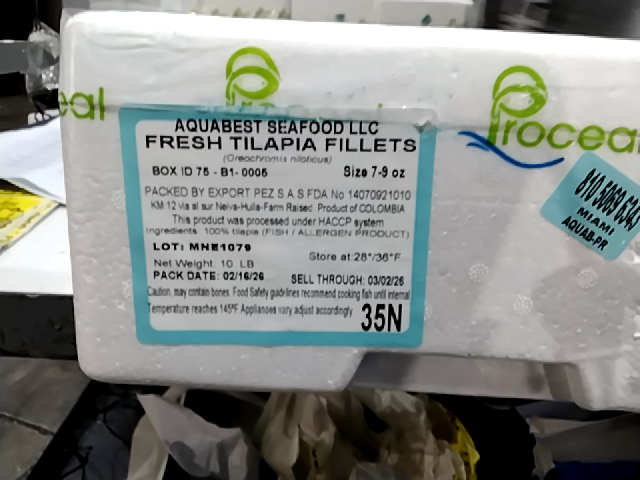 eal
Proceal
Proceal
AQUABEST SEAFOOD LLC
FRESH TILAPIA FILLETS
(Oreochromis niloticus)
BOX ID 75 - B1- 0005 Size 7-9 oz
PACKED BY EXPORT PEZ S.A.S.FDA No 14070921010
KM 12 via al sur Neiva-Huila-Farm Raised. Product of COLOMBIA
This product was processed under HACCP system
Ingredients: 100% tilapia (FISH / ALLERGEN PRODUCT)
LOT: MNE1079
Store at:28°/36°F
Net Weight: 10 LB
PACK DATE: 02/16/26 SELL THROUGH: 03/02/26
Caution, may contain bones. Food Safety guidelines recommend cooking fish until internal
Temperature reaches 145ºF Appliances vary adjust accordingly
35N
MIAMI
AQUAB-PR